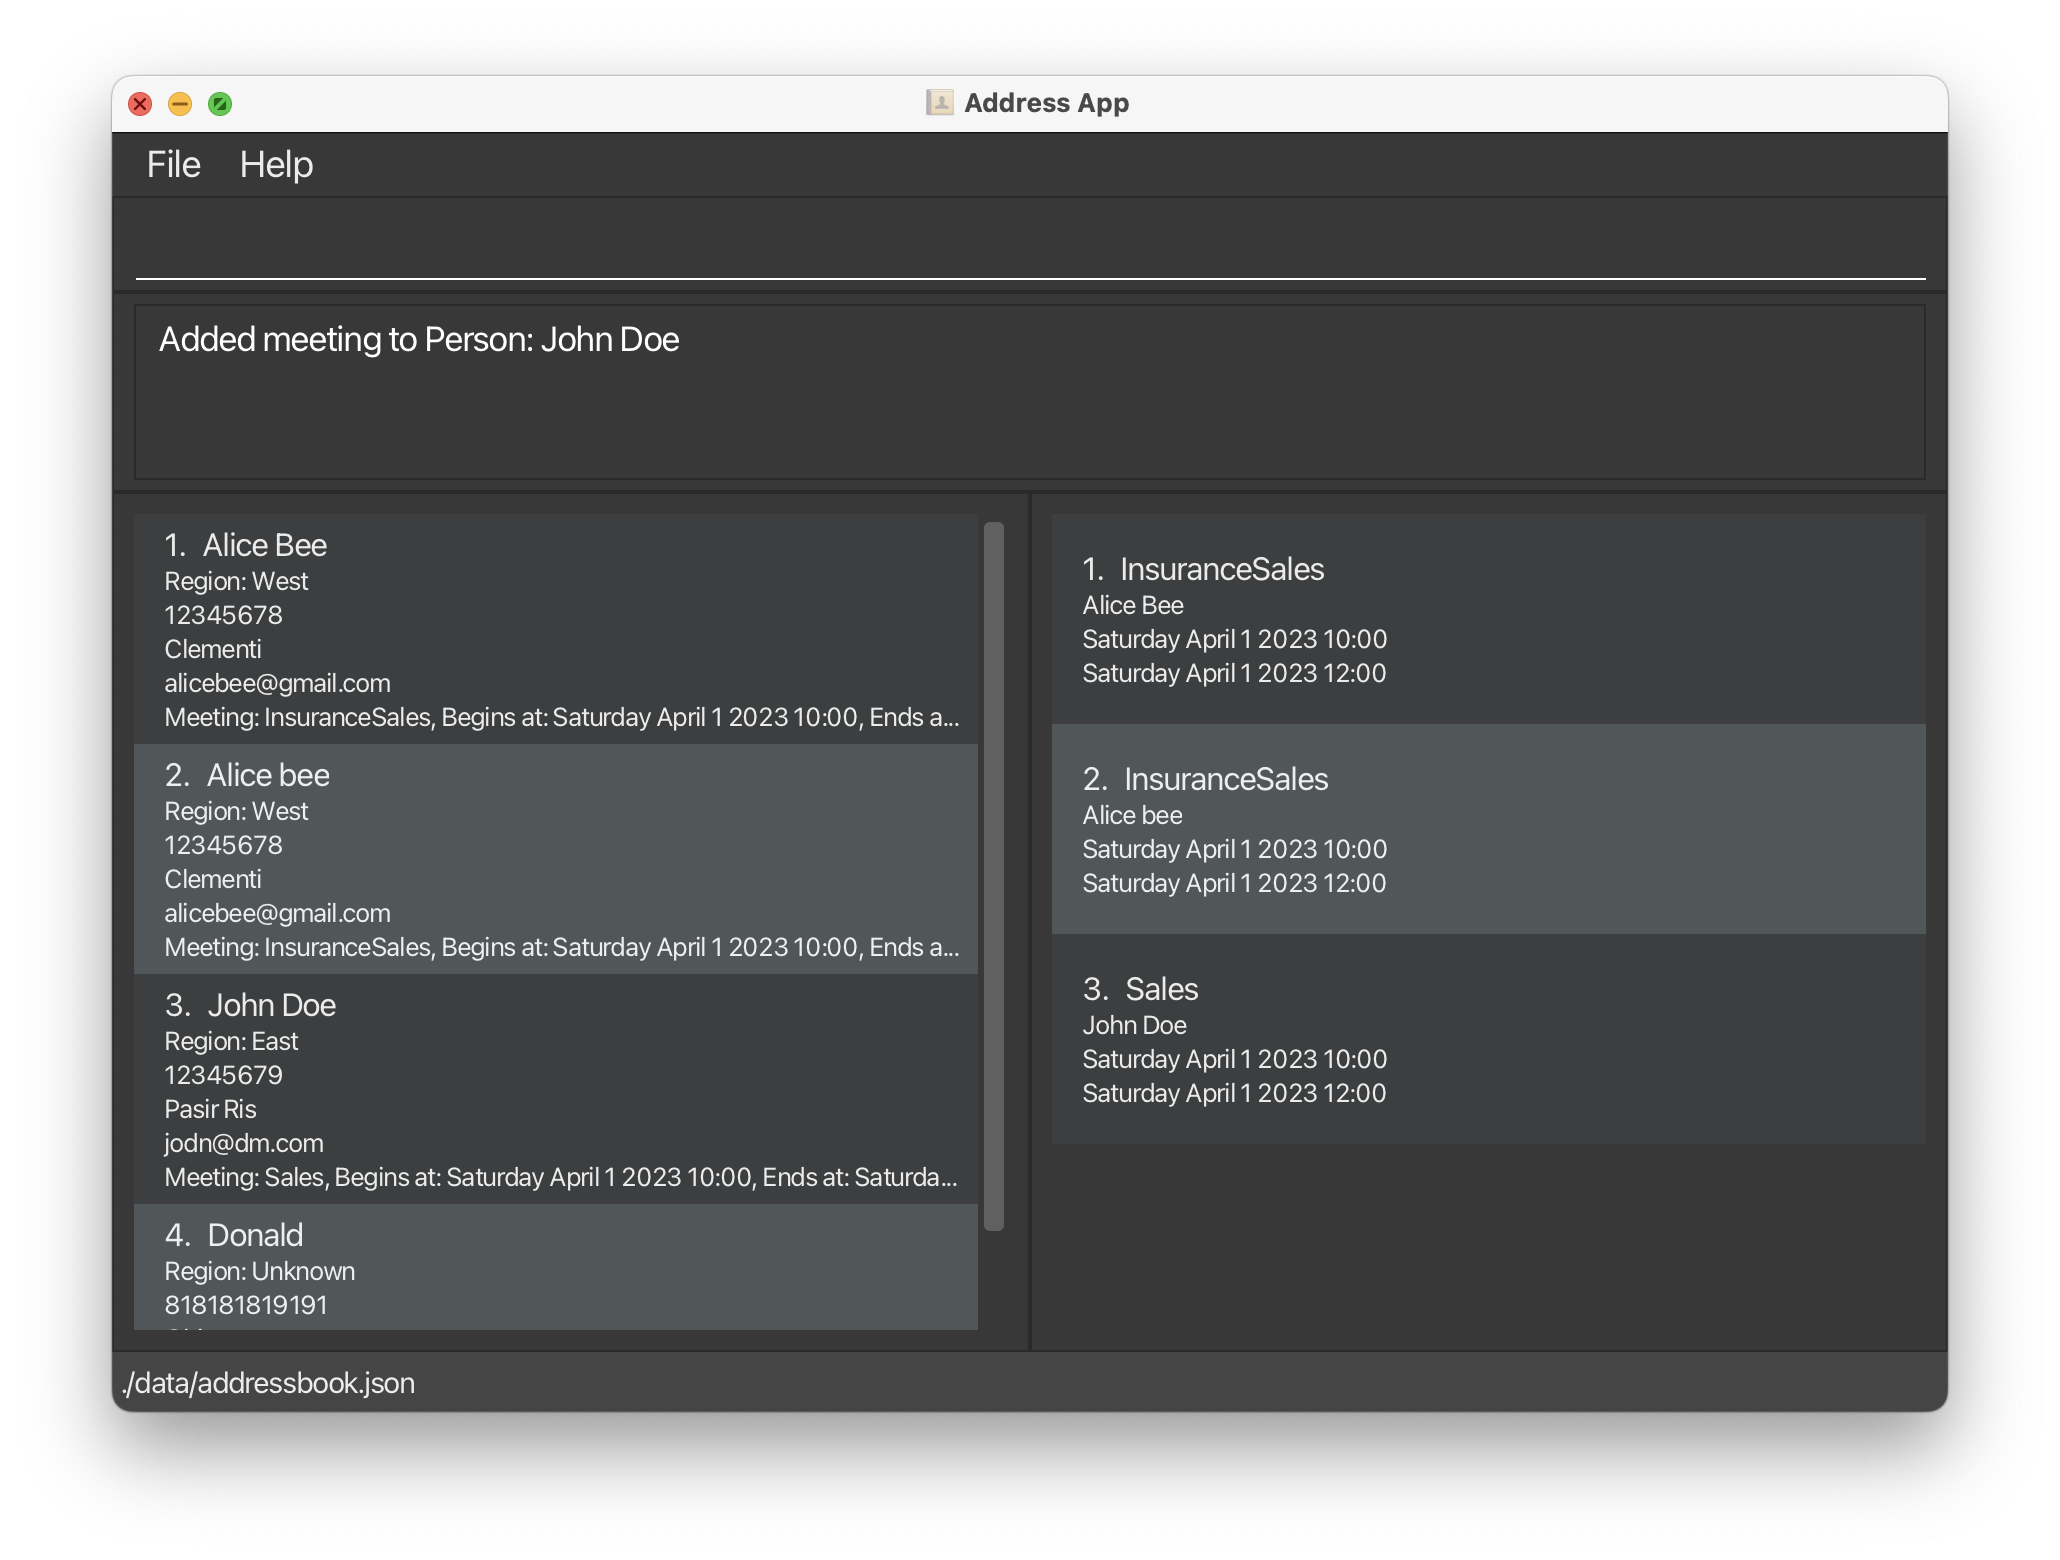 Address App
File Help
Added meeting to Person: John Doe
1. Alice Bee
Region: West
12345678
Clementi
alicebee@gmail.com
Meeting: InsuranceSales, Begins at: Saturday April 1 2023 10:00, Ends a...
2. Alice bee
Region: West
12345678
Clementi
alicebee@gmail.com
Meeting: InsuranceSales, Begins at: Saturday April 1 2023 10:00, Ends a...
3. John Doe
Region: East
12345679
Pasir Ris
jodn@dm.com
Meeting: Sales, Begins at: Saturday April 1 2023 10:00, Ends at: Saturda...
4. Donald
Region: Unknown
818181819191
1. InsuranceSales
Alice Bee
Saturday April 1 2023 10:00
Saturday April 1 2023 12:00
2. InsuranceSales
Alice bee
Saturday April 1 2023 10:00
Saturday April 1 2023 12:00
3. Sales
John Doe
Saturday April 1 2023 10:00
Saturday April 1 2023 12:00
./data/addressbook.json